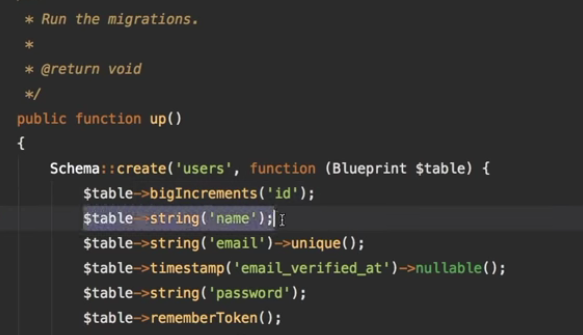 * Run the migrations.
*
* @return void
*/
public function up()
{
Schema::create('users', function (Blueprint $table) {
$table->bigIncrements('id');
$table->string('name');
$table->string('email')->unique();
$table->timestamp('email_verified_at')->nullable();
$table->string('password');
$table->rememberToken();